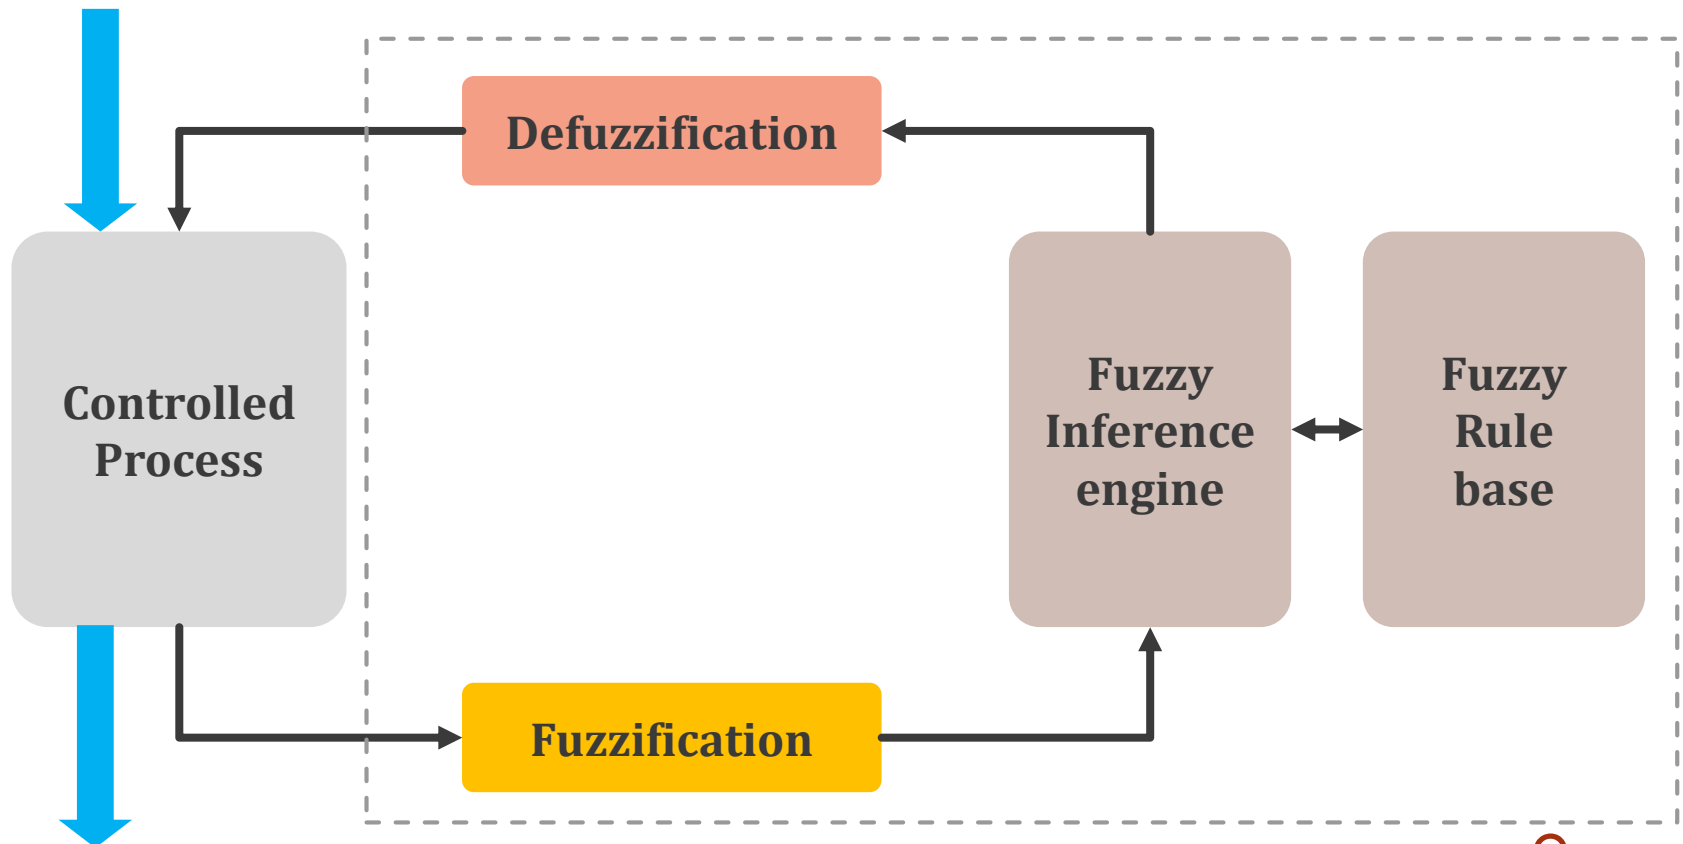 Defuzzification
Controlled
Process
Fuzzy
Inference
engine
Fuzzy
Rule
base
Fuzzification